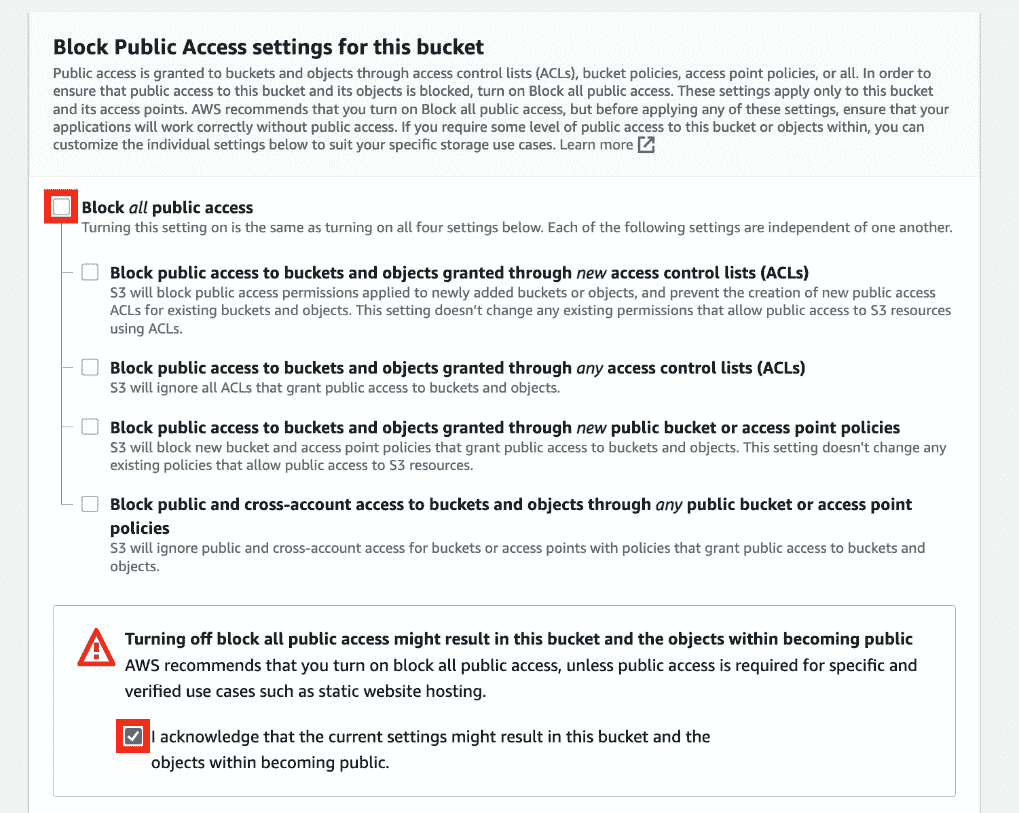 Block Public Access settings for this bucket
Public access is granted to buckets and objects through access control lists (ACLs), bucket policies, access point policies, or all. In order to
ensure that public access to this bucket and its objects is blocked, turn on Block all public access. These settings apply only to this bucket
and its access points. AWS recommends that you turn on Block all public access, but before applying any of these settings, ensure that your
applications will work correctly without public access. If you require some level of public access to this bucket or objects within, you can
customize the individual settings below to suit your specific storage use cases. Learn more
Block all public access
Turning this setting on is the same as turning on all four settings below. Each of the following settings are independent of one another.
Block public access to buckets and objects granted through new access control lists (ACLs)
S3 will block public access permissions applied to newly added buckets or objects, and prevent the creation of new public access
ACLs for existing buckets and objects. This setting doesn't change any existing permissions that allow public access to S3 resources
using ACLs.
Block public access to buckets and objects granted through any access control lists (ACLs)
S3 will ignore all ACLs that grant public access to buckets and objects.
Block public access to buckets and objects granted through new public bucket or access point policies
S3 will block new bucket and access point policies that grant public access to buckets and objects. This setting doesn't change any
existing policies that allow public access to S3 resources.
Block public and cross-account access to buckets and objects through any public bucket or access point
policies
S3 will ignore public and cross-account access for buckets or access points with policies that grant public access to buckets and
objects.
Turning off block all public access might result in this bucket and the objects within becoming public
AWS recommends that you turn on block all public access, unless public access is required for specific and
verified use cases such as static website hosting.
I acknowledge that the current settings might result in this bucket and the
objects within becoming public.